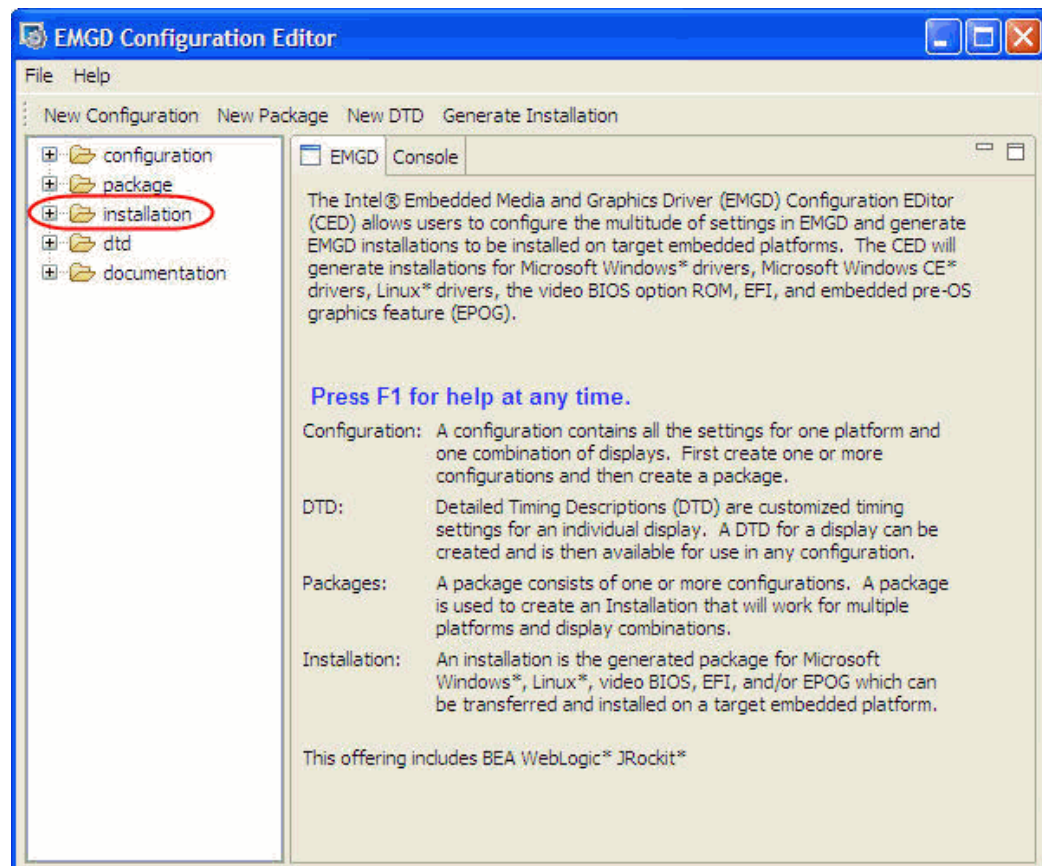 EMGD Configuration Editor
File Help
New Configuration New Package New DTD Generate Installation
configuration
package
installation
dtd
documentation
EMGD Console
The Intel® Embedded Media and Graphics Driver (EMGD) Configuration EDitor
(CED) allows users to configure the multitude of settings in EMGD and generate
EMGD installations to be installed on target embedded platforms. The CED will
generate installations for Microsoft Windows* drivers, Microsoft Windows CE*
drivers, Linux* drivers, the video BIOS option ROM, EFI, and embedded pre-OS
graphics feature (EPOG).
Press F1 for help at any time.
Configuration: A configuration contains all the settings for one platform and
one combination of displays. First create one or more
configurations and then create a package.
DTD: Detailed Timing Descriptions (DTD) are customized timing
settings for an individual display. A DTD for a display can be
created and is then available for use in any configuration.
Packages: A package consists of one or more configurations. A package
is used to create an Installation that will work for multiple
platforms and display combinations.
Installation: An installation is the generated package for Microsoft
Windows*, Linux*, video BIOS, EFI, and/or EPOG which can
be transferred and installed on a target embedded platform.
This offering includes BEA WebLogic* JRockit*